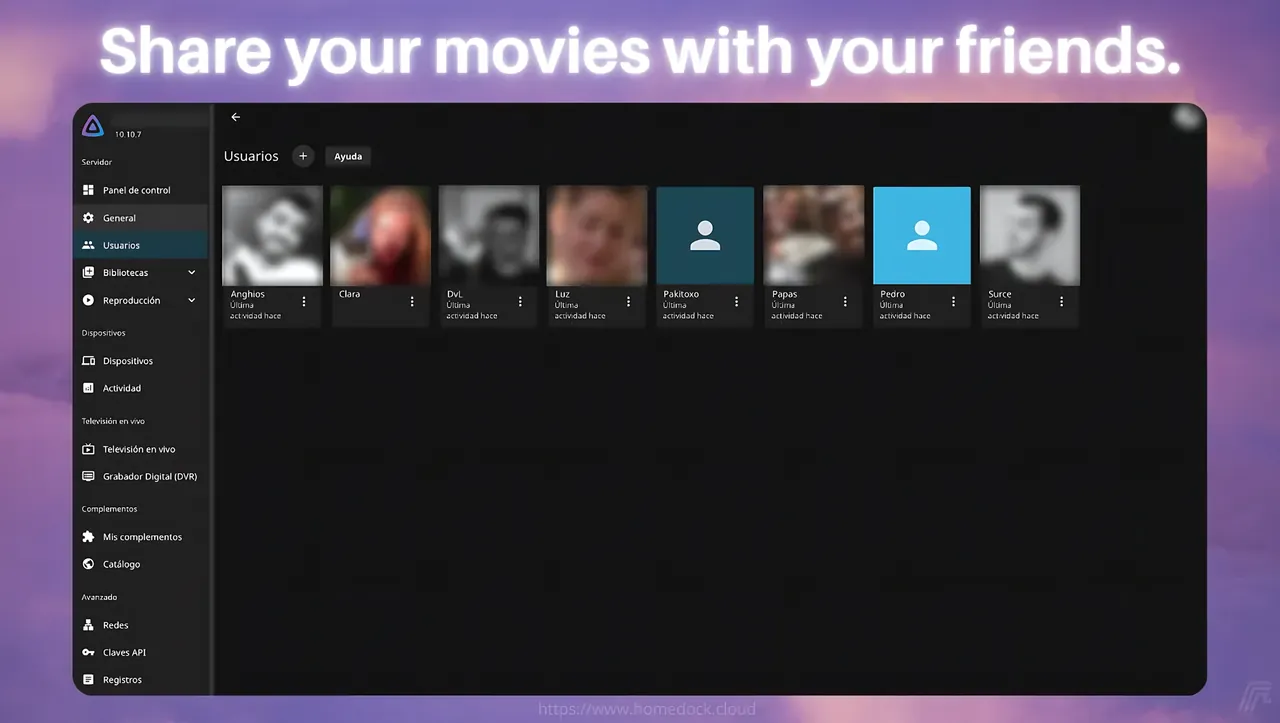 Share your movies with your friends.
10.10.7
Servidor
Panel de control
General
Usuarios
Bibliotecas
Reproducción
Dispositivos
Dispositivos
Actividad
Televisión en vivo
Televisión en vivo
Grabador Digital (DVR)
Complementos
Mis complementos
Catálogo
Avanzado
Redes
Claves API
Registros
Usuarios
Ayuda
Anghios
Última
actividad hace
Clara
DvL
Última
actividad hace
Luz
Última
actividad hace
Pakitoxo
Última
actividad hace
Papas
Última
actividad hace
Pedro
Última
actividad hace
Surce
Última
actividad hace
https://www.homedock.cloud